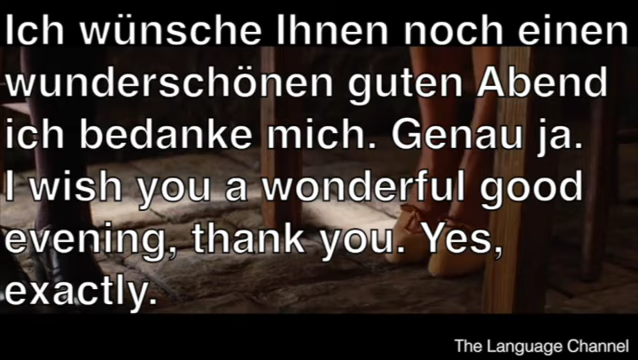 Ich wünsche Ihnen noch einen
wunderschönen guten Abend
ich bedanke mich. Genau ja.
I wish you a wonderful good
evening, thank you. Yes,
exactly.
The Language Channel